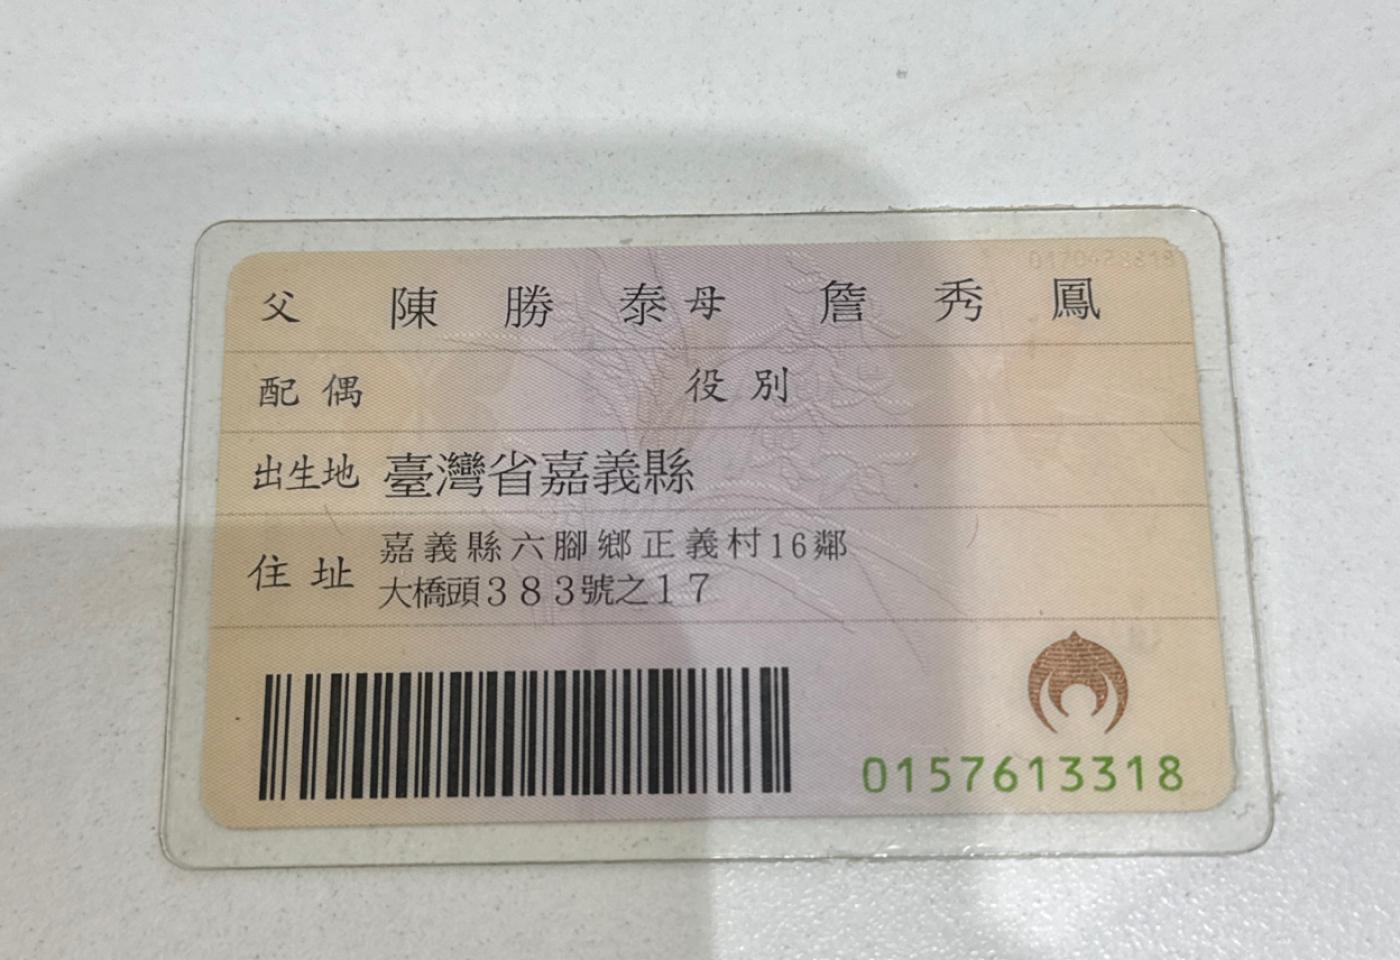 父 陳勝泰 母 詹秀鳳
配偶 役別
出生地 臺灣省嘉義縣
住址 嘉義縣六腳鄉正義村16鄰
大橋頭３８３號之１７
0157613318